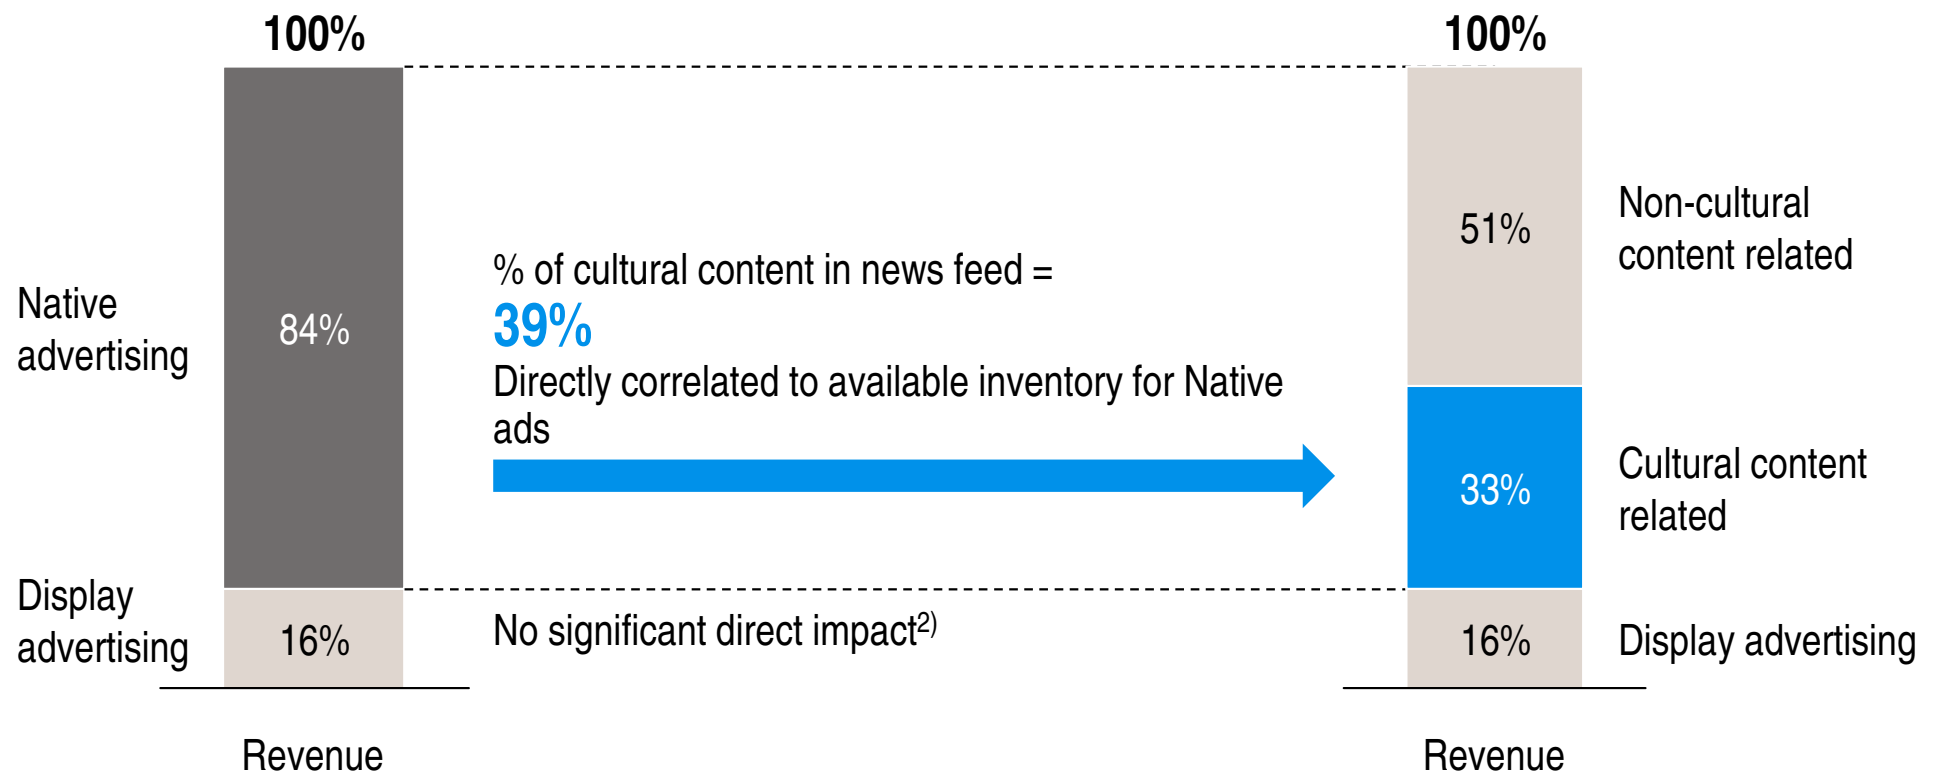 100%
100%
Native
advertising
84%
% of cultural content in news feed =
39%
Directly correlated to available inventory for Native
ads
51%
Non-cultural
content related
33%
Cultural content
related
Display
advertising
16%
No significant direct impact2)
16%
Display advertising
Revenue
Revenue